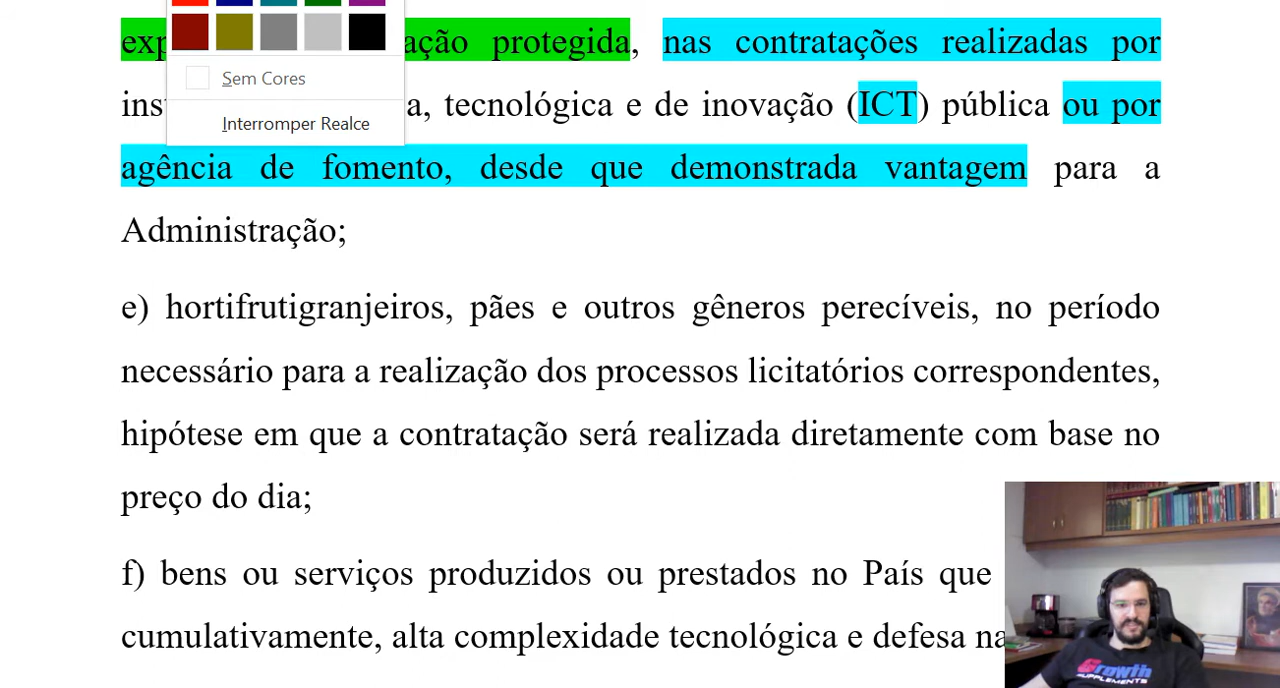 exp ação protegida, nas contratações realizadas por
Sem Cores
ins a, tecnológica e de inovação (ICT) pública ou por
Interromper Realce
agência de fomento, desde que demonstrada vantagem para a
Administração;
e) hortifrutigranjeiros, pães e outros gêneros perecíveis, no período
necessário para a realização dos processos licitatórios correspondentes,
hipótese em que a contratação será realizada diretamente com base no
preço do dia;
f) bens ou serviços produzidos ou prestados no País que
cumulativamente, alta complexidade tecnológica e defesa na
Growth
SUPPLEMENTS